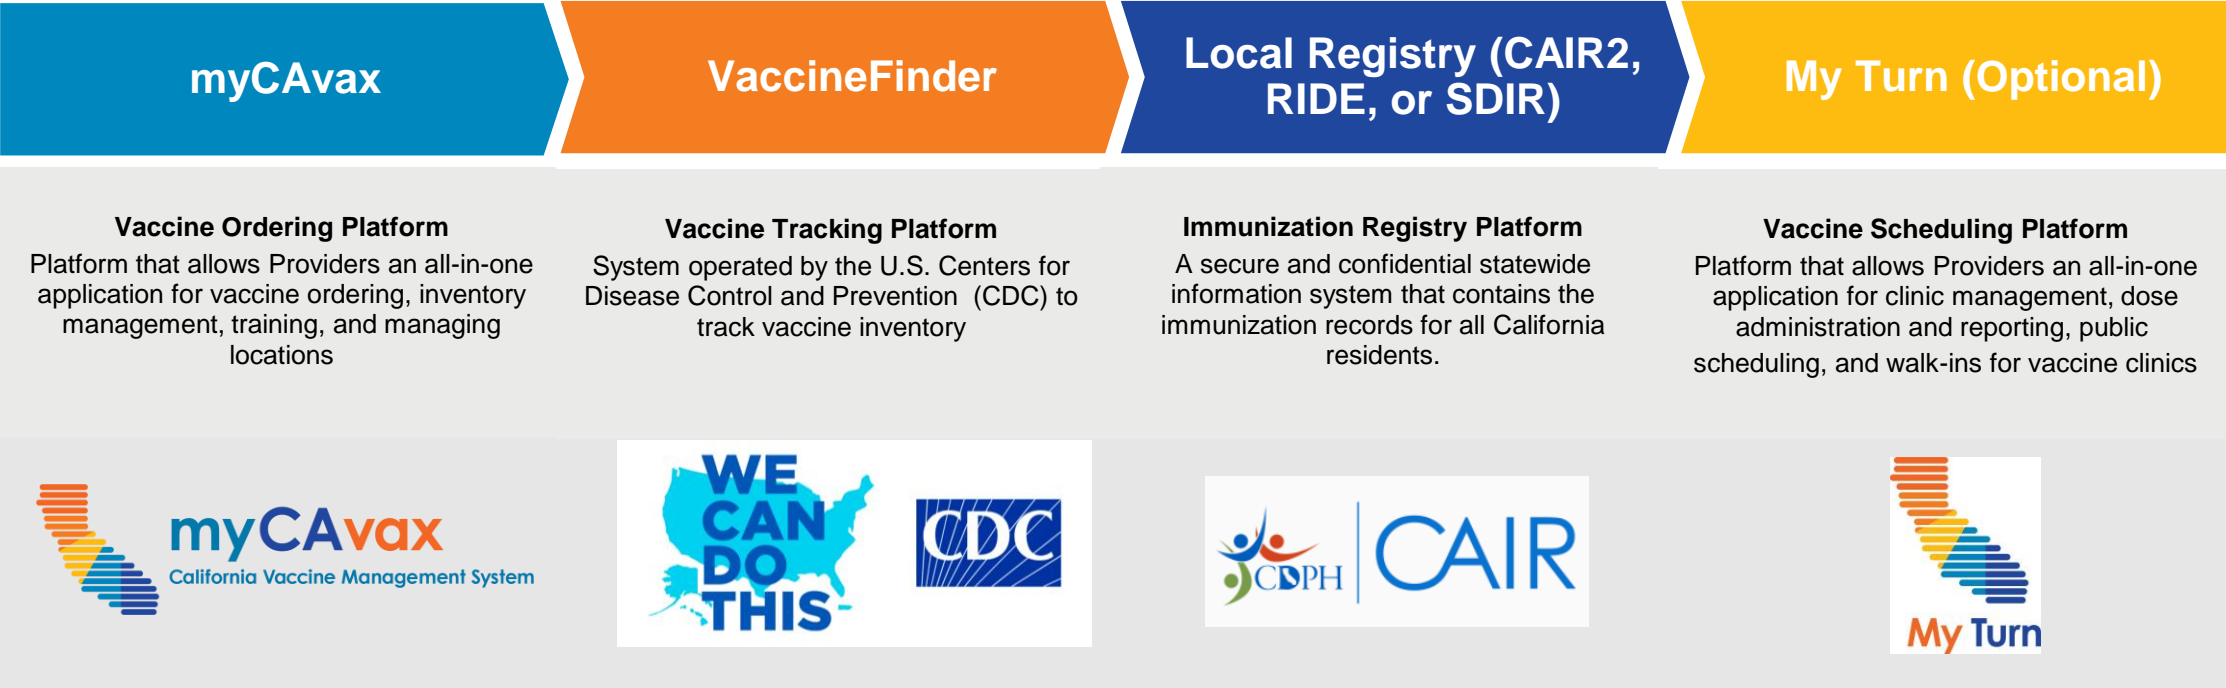 myCAvax
VaccineFinder
Local Registry (CAIR2,
RIDE, or SDIR)
My Turn (Optional)
Vaccine Ordering Platform
Platform that allows Providers an all-in-one
application for vaccine ordering, inventory
management, training, and managing
locations
Vaccine Tracking Platform
System operated by the U.S. Centers for
Disease Control and Prevention (CDC) to
track vaccine inventory
Immunization Registry Platform
A secure and confidential statewide
information system that contains the
immunization records for all California
residents.
Vaccine Scheduling Platform
Platform that allows Providers an all-in-one
application for clinic management, dose
administration and reporting, public
scheduling, and walk-ins for vaccine clinics
myCAvax
California Vaccine Management System
WE
CAN
DO
THIS
CDC
CDPH
CAIR
My Turn